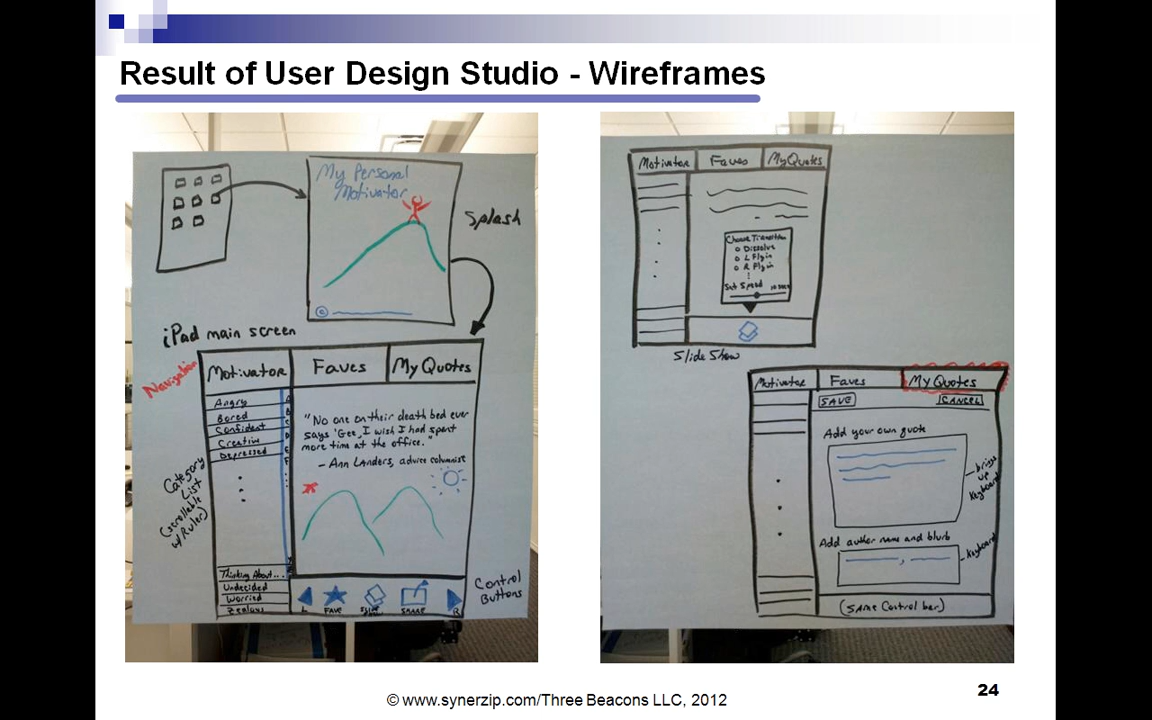 Result of User Design Studio - Wireframes
My Personal
Motivator
Splash
iPad main screen
Navigation
Motivator
Faves
My Quotes
Angry
Bored
Confident
Creative
Depressed
Category
List
(scrollable
w/Ruler)
"No one on their death bed ever
says 'Gee, I wish I had spent
more time at the office."
- Ann Landers, advice columnist
Thinking About...
Undecided
Worried
Zealous
L
FAVE
SHARE
R
Control
Buttons
Motivator
Faves
My Quotes
Choose Transition
Dissolve
L Fly in
R Fly in
Set Speed
Slide Show
Motivator
Faves
My Quotes
SAVE
CANCEL
Add your own quote
brings
up
Keyboard
Add author name and blurb
Keyboard
(SAME Control bar)
© www.synerzip.com/Three Beacons LLC, 2012
24